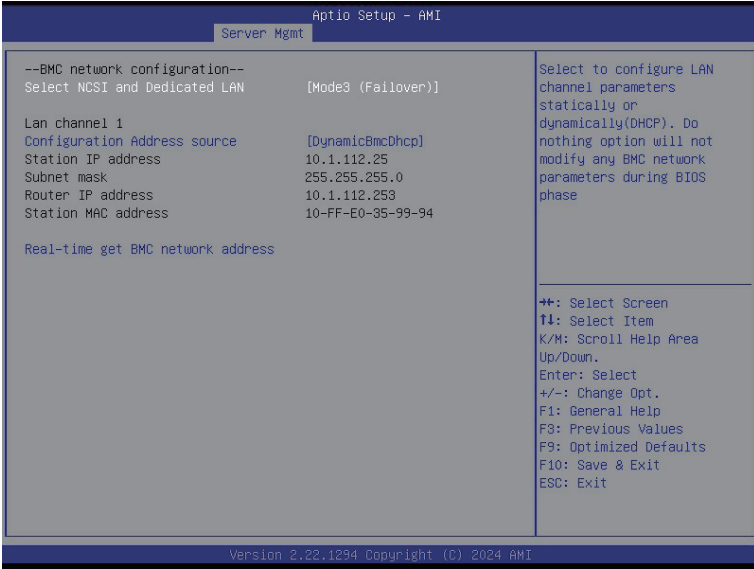 Aptio Setup – AMI
Server Mgmt
--BMC network configuration--
Select NCSI and Dedicated LAN [Mode3 (Failover)]
Lan channel 1
Configuration Address source [DynamicBmcDhcp]
Station IP address 10.1.112.25
Subnet mask 255.255.255.0
Router IP address 10.1.112.253
Station MAC address 10-FF-E0-35-99-94
Real-time get BMC network address
Select to configure LAN
channel parameters
statically or
dynamically(DHCP). Do
nothing option will not
modify any BMC network
parameters during BIOS
phase
→←: Select Screen
↑↓: Select Item
K/M: Scroll Help Area
Up/Down.
Enter: Select
+/-: Change Opt.
F1: General Help
F3: Previous Values
F9: Optimized Defaults
F10: Save & Exit
ESC: Exit
Version 2.22.1294 Copyright (C) 2024 AMI